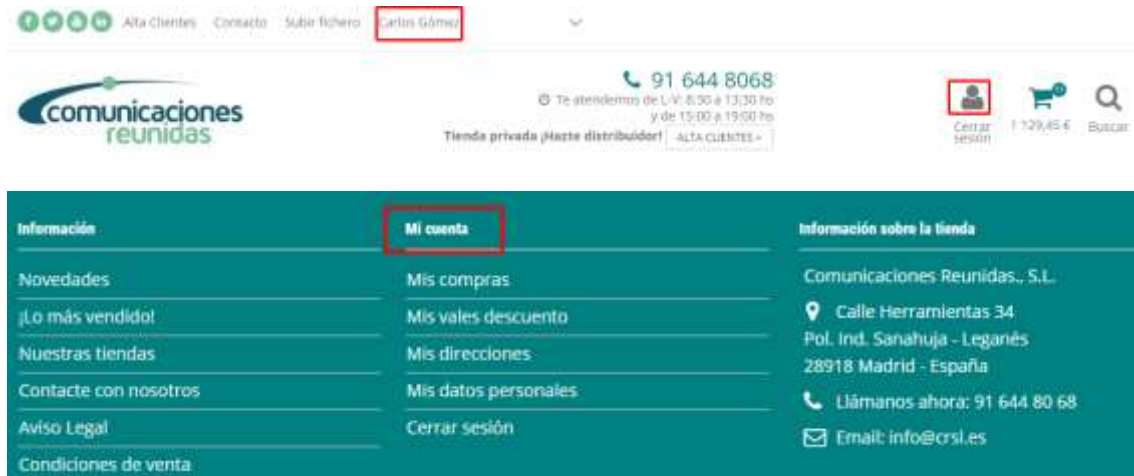 Alta Clientes Contacto Subir fichero Carlos Gómez
comunicaciones
reunidas
91 644 8068
Te atendemos de L-V: 8:30 a 13:30 hs
y de 15:00 a 19:00 hs
Tienda privada ¡Hazte distribuidor! ALTA CLIENTES
Cerrar
sesión
1 129,45 €
Buscar
Información
Novedades
¡Lo más vendido!
Nuestras tiendas
Contacte con nosotros
Aviso Legal
Condiciones de venta
Mi cuenta
Mis compras
Mis vales descuento
Mis direcciones
Mis datos personales
Cerrar sesión
Información sobre la tienda
Comunicaciones Reunidas., S.L.
Calle Herramientas 34
Pol. Ind. Sanahuja - Leganés
28918 Madrid - España
Llámanos ahora: 91 644 80 68
Email: info@crsl.es